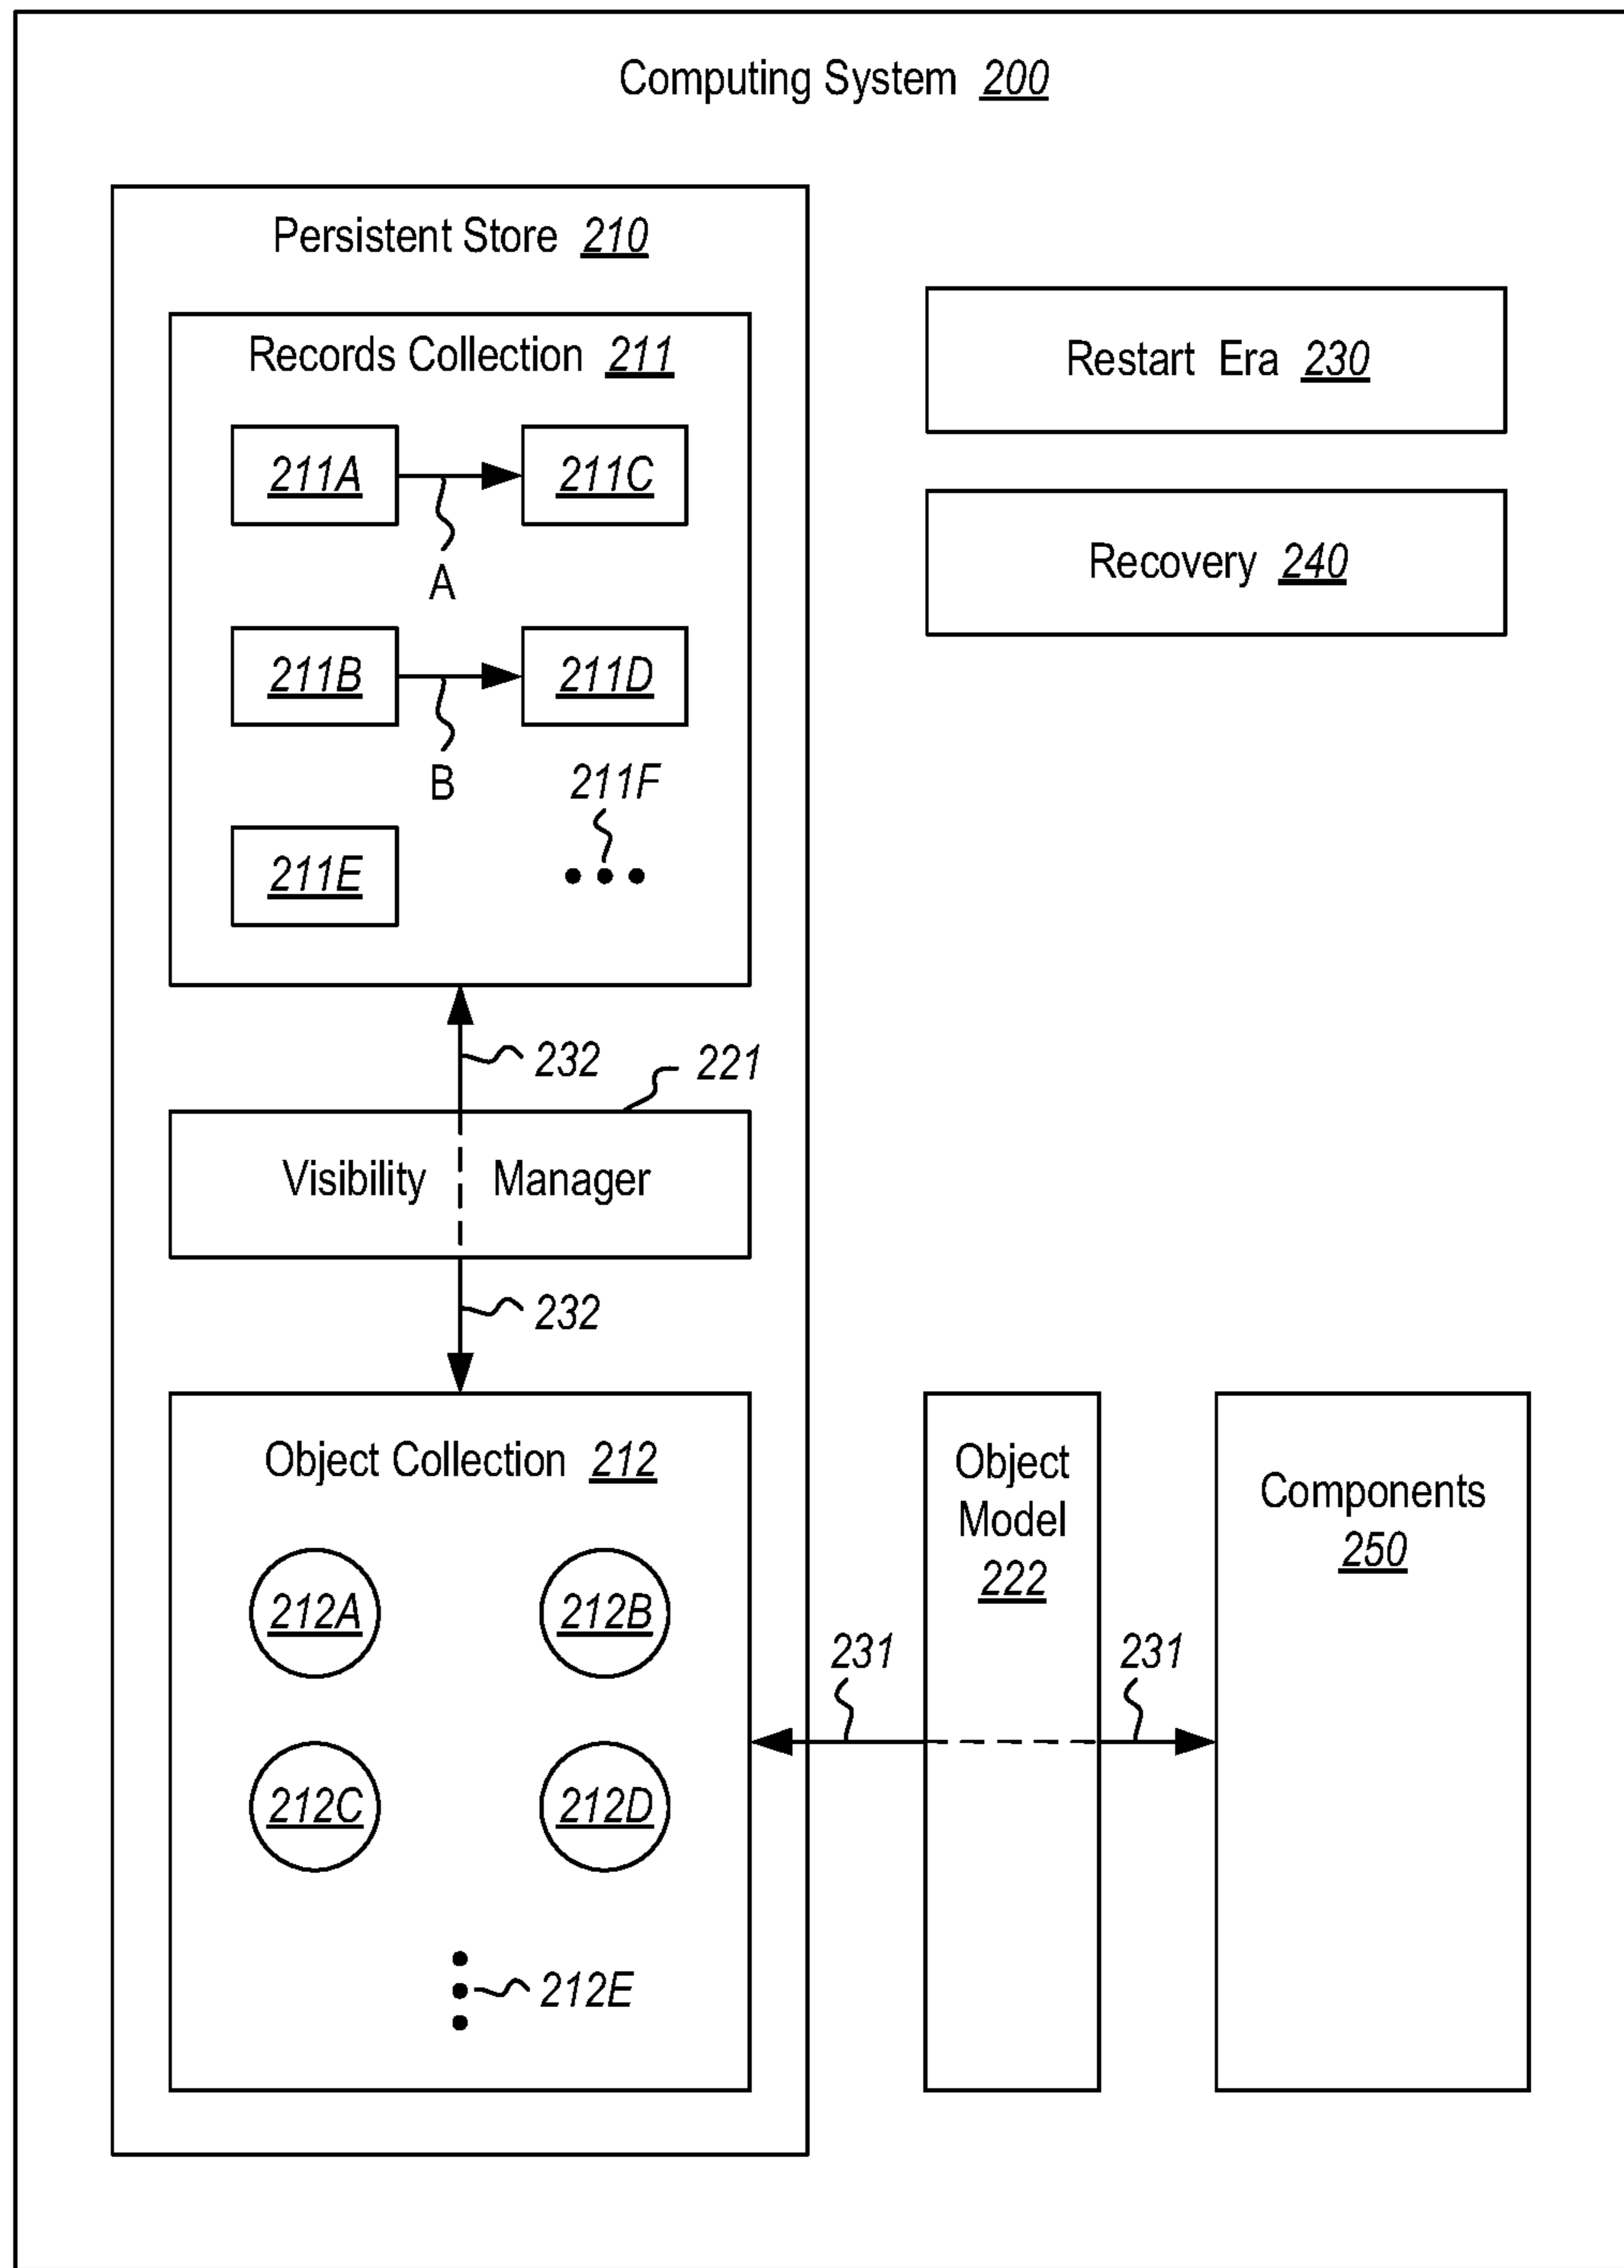 Computing System 200
Persistent Store 210
Records Collection 211
Restart Era 230
211A
211C
A
Recovery 240
211B
211D
B
211F
211E
232
221
Visibility Manager
232
Object Collection 212
Object
Model
222
Components
250
212A
212B
231
231
212C
212D
212E